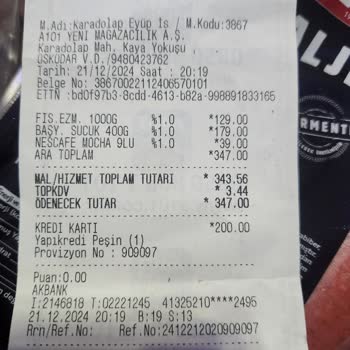 M.Adı:Karadolap Eyüp İs / M.Kodu:3867
A101 YENİ MAĞAZACILIK A.Ş.
Karadolap Mah. Kaya Yokuşu
ÜSKÜDAR V.D./9480423762
Tarih: 21/12/2024 Saat : 20:19
Belge No: 3867002112406570101
ETTN :bd0f97b3-8cdd-4613-b82a-998891833165
FIS.EZM. 1000G %1.0 *129.00
BAŞY. SUCUK 400G %1.0 *179.00
NESCAFE MOCHA 9LU %1.0 *39.00
ARA TOPLAM *347.00
MAL/HİZMET TOPLAM TUTARI * 343.56
TOPKDV * 3.44
ÖDENECEK TUTAR * 347.00
KREDİ KARTI *200.00
Yapıkredi Peşin (1)
Provizyon No : 909097
Puan:0.00
AKBANK
I:2146818 T:02221245 41325210****2495
21.12.2024 20:19 B:19 S:13
Rrn/Ref.No: Ref.No:2412212020909097